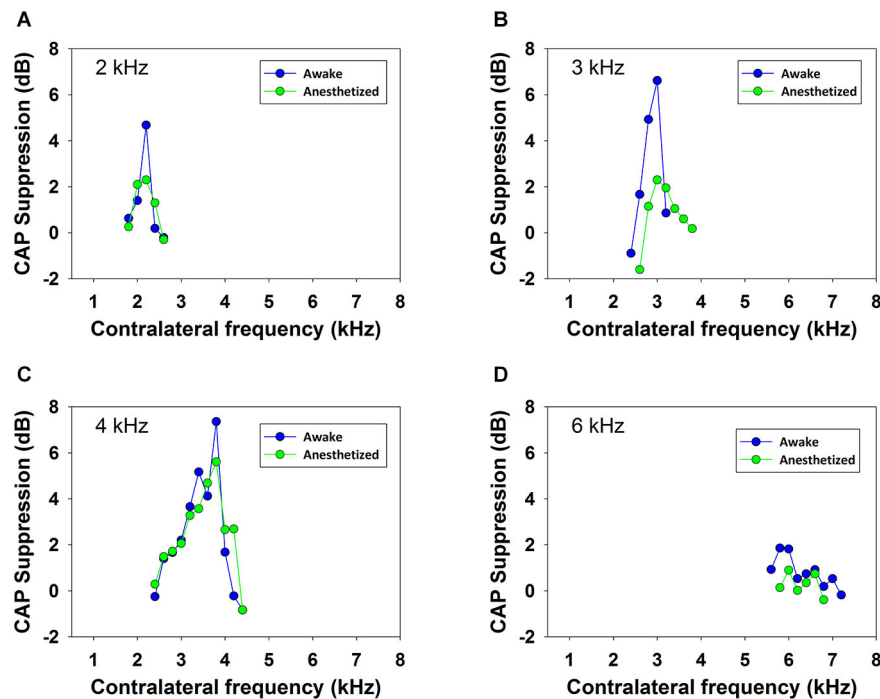 A
CAP Suppression (dB)
8
6
4
2
0
-2
2 kHz
Awake
Anesthetized
1 2 3 4 5 6 7 8
Contralateral frequency (kHz)
B
CAP Suppression (dB)
8
6
4
2
0
-2
3 kHz
Awake
Anesthetized
1 2 3 4 5 6 7 8
Contralateral frequency (kHz)
C
CAP Suppression (dB)
8
6
4
2
0
-2
4 kHz
Awake
Anesthetized
1 2 3 4 5 6 7 8
Contralateral frequency (kHz)
D
CAP Suppression (dB)
8
6
4
2
0
-2
6 kHz
Awake
Anesthetized
1 2 3 4 5 6 7 8
Contralateral frequency (kHz)